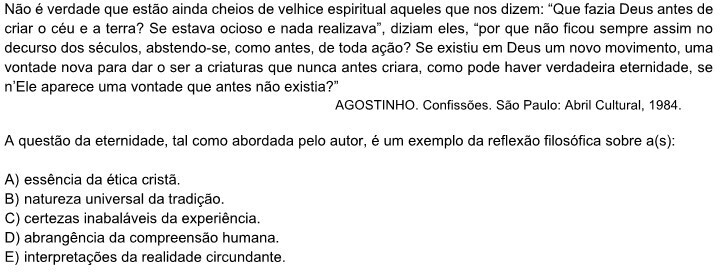 Não é verdade que estão ainda cheios de velhice espiritual aqueles que nos dizem: “Que fazia Deus antes de
criar o céu e a terra? Se estava ocioso e nada realizava”, diziam eles, “por que não ficou sempre assim no
decurso dos séculos, abstendo-se, como antes, de toda ação? Se existiu em Deus um novo movimento, uma
vontade nova para dar o ser a criaturas que nunca antes criara, como pode haver verdadeira eternidade, se
n’Ele aparece uma vontade que antes não existia?”
AGOSTINHO. Confissões. São Paulo: Abril Cultural, 1984.
A questão da eternidade, tal como abordada pelo autor, é um exemplo da reflexão filosófica sobre a(s):
A) essência da ética cristã.
B) natureza universal da tradição.
C) certezas inabaláveis da experiência.
D) abrangência da compreensão humana.
E) interpretações da realidade circundante.